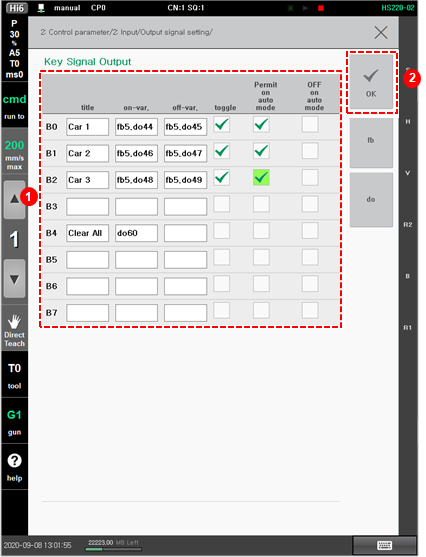 Hi6 manual CP0 CN:1 SQ:1 HS220-02
P
30
%
A5
T0
ms0
cmd
run to
200
mm/s
max
1
Direct
Teach
T0
tool
G1
gun
help
2: Control parameter/2: Input/Output signal setting/
Key Signal Output
title on-var. off-var. toggle Permit on auto mode OFF on auto mode
B0 Car 1 fb5.do44 fb5.do45
B1 Car 2 fb5.do46 fb5.do47
B2 Car 3 fb5.do48 fb5.do49
B3
B4 Clear All do60
B5
B6
B7
1
2
OK
fb
do
H
V
R2
B
R1
2020-09-08 13:01:55 22223,00 MB Left